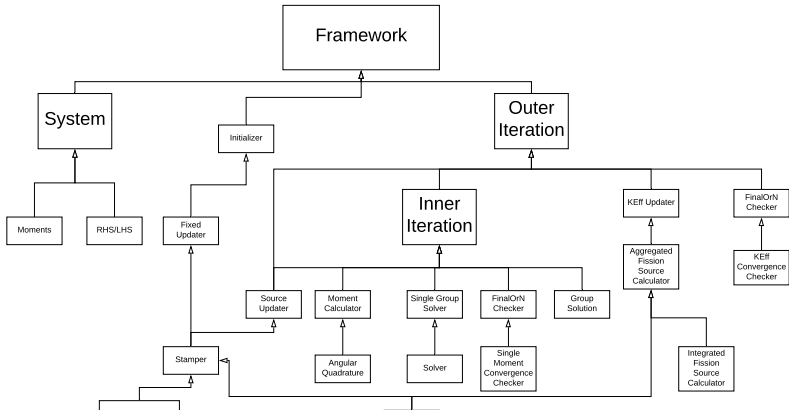 Framework
System
Outer
Iteration
Initializer
Inner
Iteration
KEff Updater
FinalOrN
Checker
Moments
RHS/LHS
Fixed
Updater
Aggregated
Fission
Source
Calculator
KEff
Convergence
Checker
Source
Updater
Moment
Calculator
Single Group
Solver
FinalOrN
Checker
Group
Solution
Stamper
Angular
Quadrature
Solver
Single
Moment
Convergence
Checker
Integrated
Fission
Source
Calculator